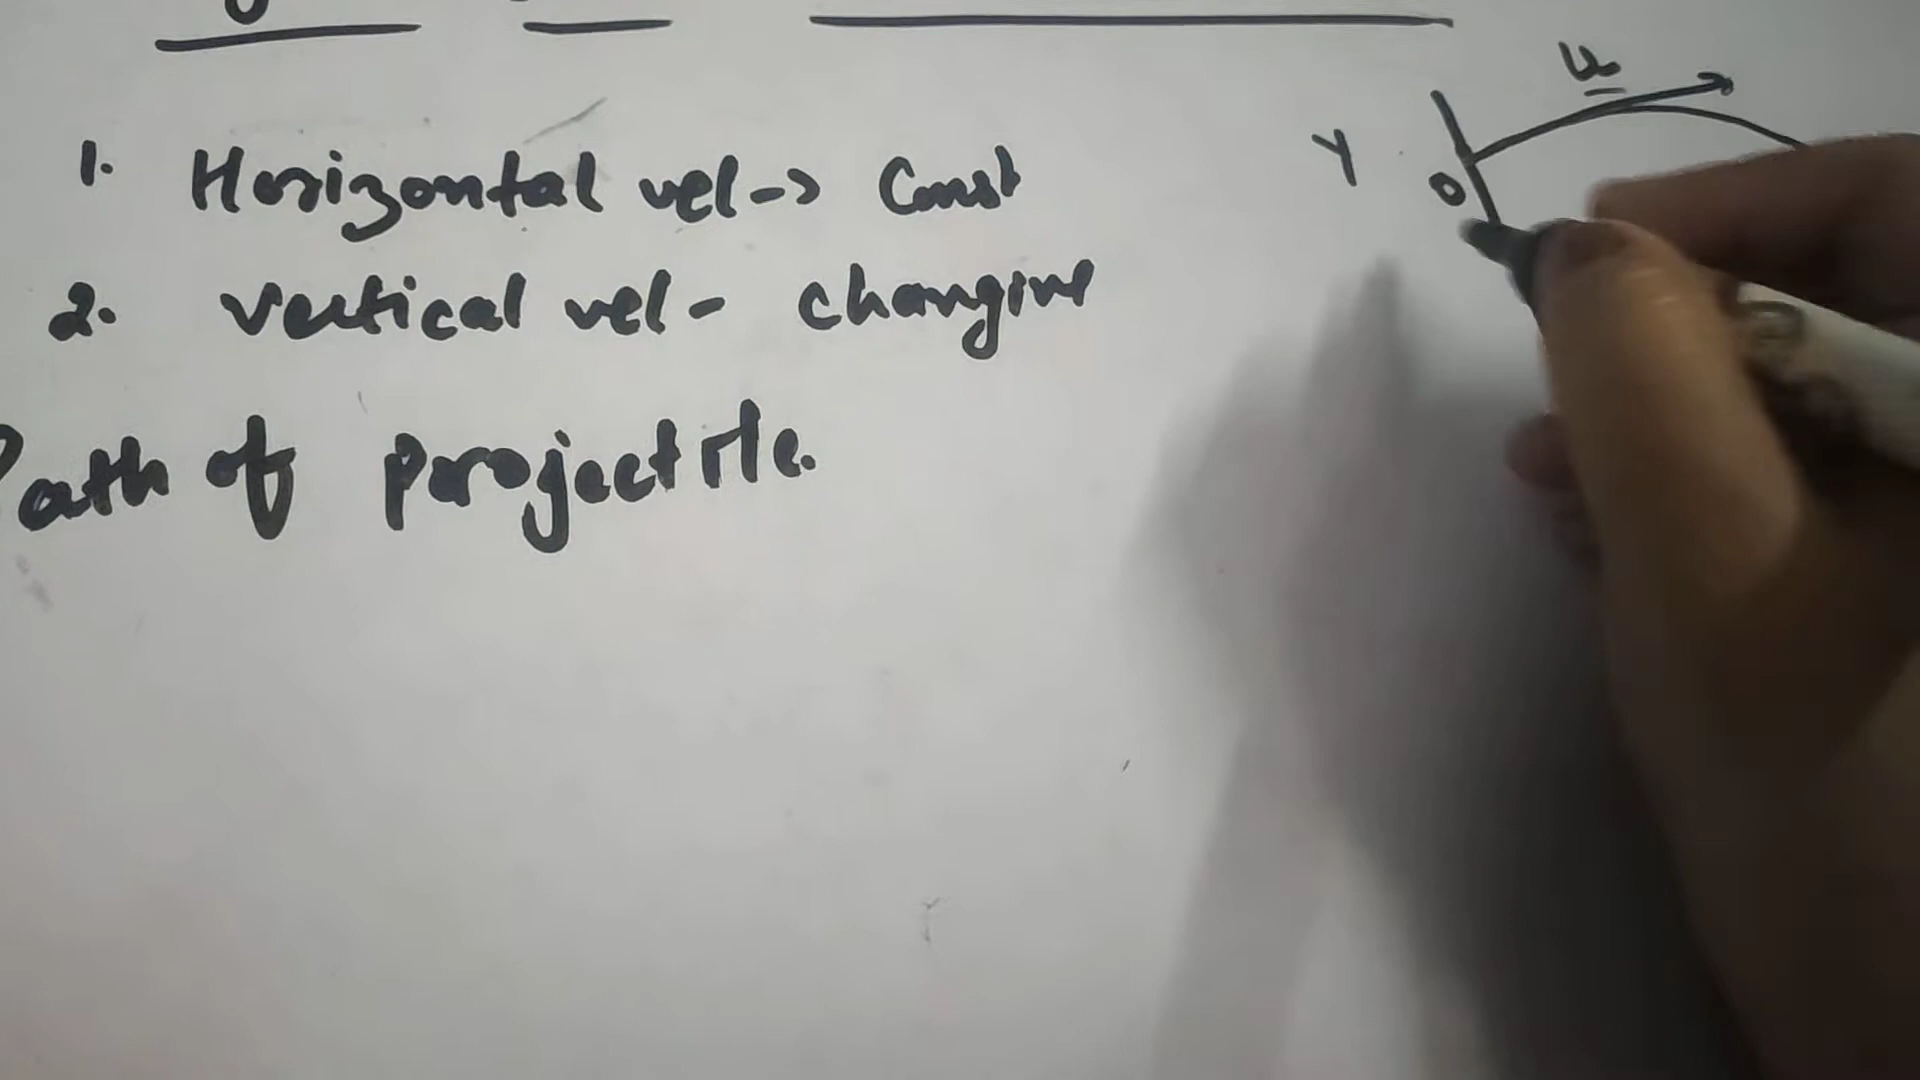 1. Horizontal vel -> Const
2. Vertical vel - changing
Path of projectile.
Y
O